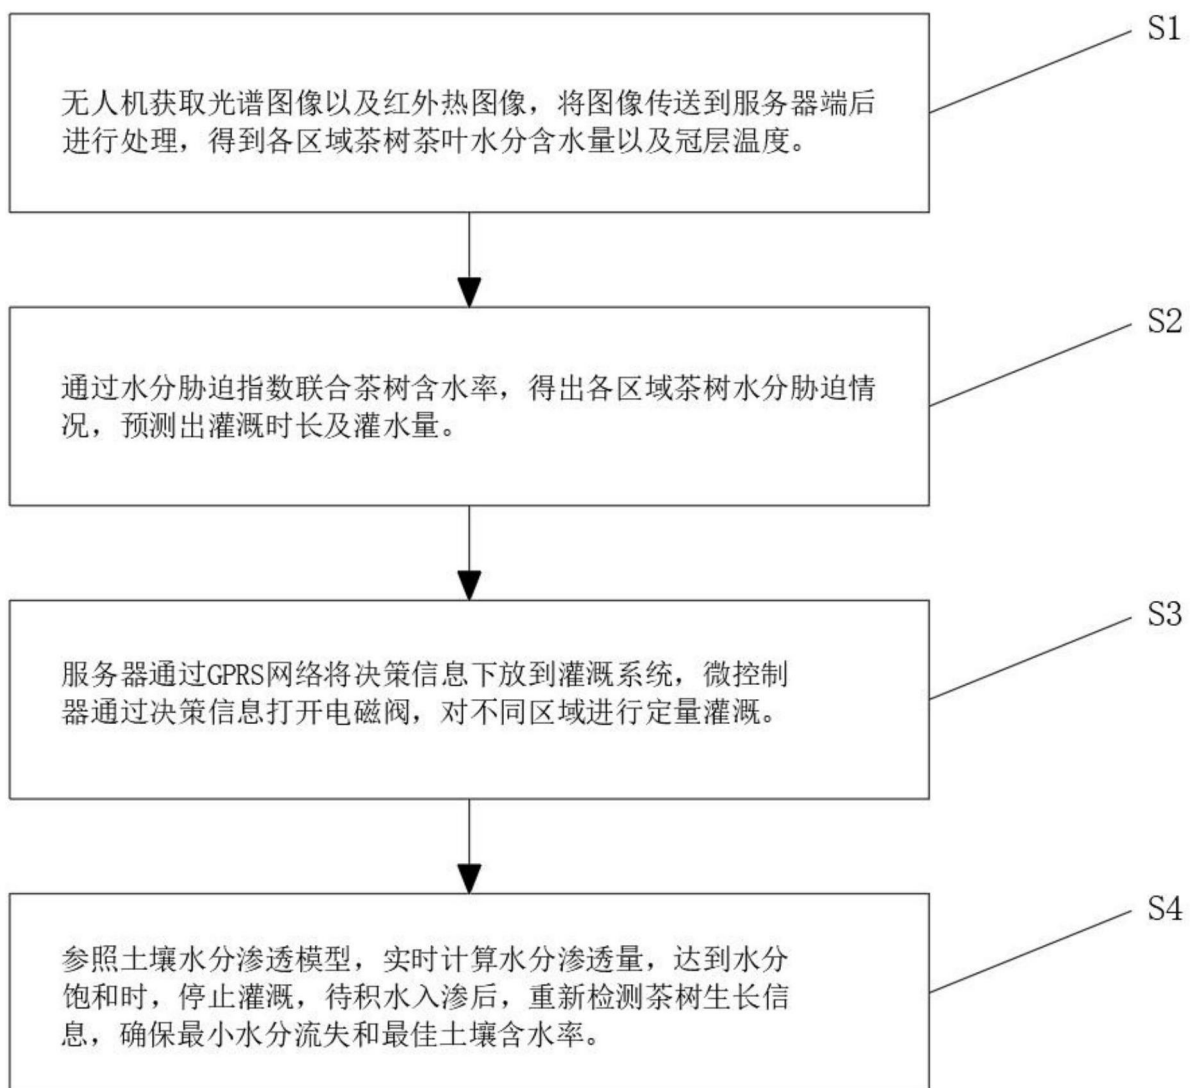 S1
无人机获取光谱图像以及红外热图像，将图像传送到服务器端后
进行处理，得到各区域茶树茶叶水分含水量以及冠层温度。
S2
通过水分胁迫指数联合茶树含水率，得出各区域茶树水分胁迫情
况，预测出灌溉时长及灌水量。
S3
服务器通过GPRS网络将决策信息下放到灌溉系统，微控制
器通过决策信息打开电磁阀，对不同区域进行定量灌溉。
S4
参照土壤水分渗透模型，实时计算水分渗透量，达到水分
饱和时，停止灌溉，待积水入渗后，重新检测茶树生长信
息，确保最小水分流失和最佳土壤含水率。